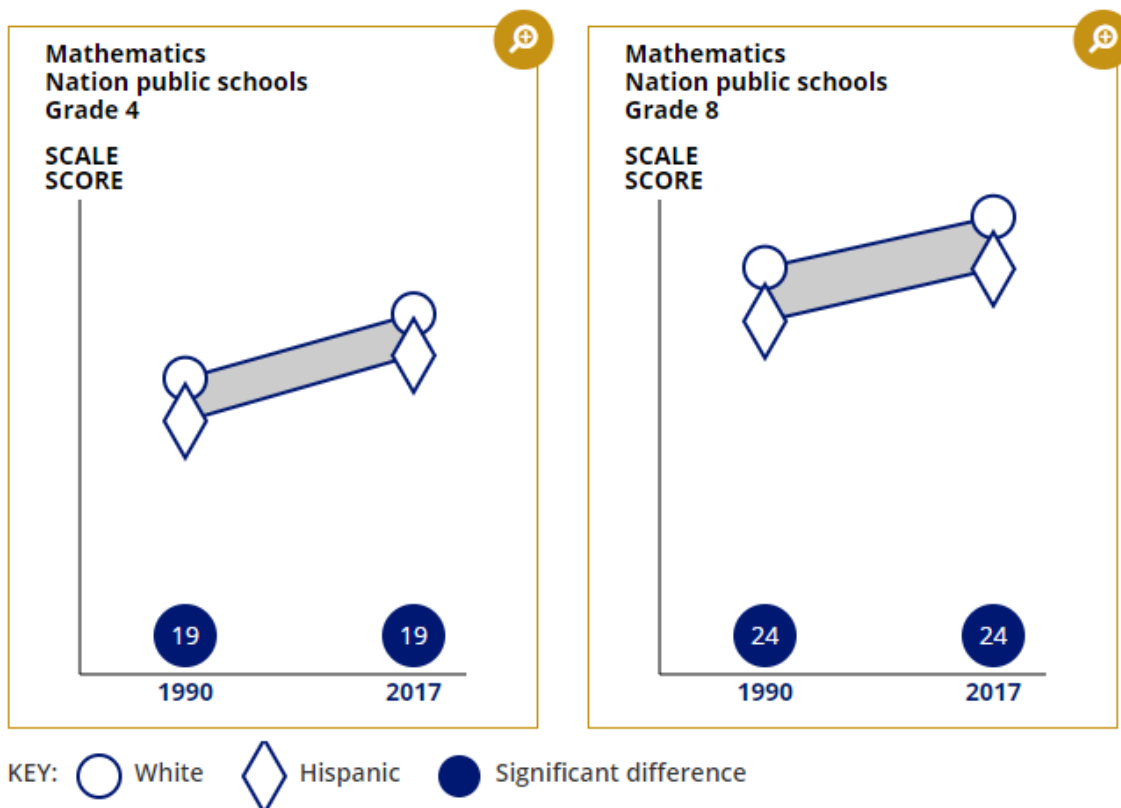 Mathematics
Nation public schools
Grade 4
SCALE
SCORE
19
19
1990
2017
Mathematics
Nation public schools
Grade 8
SCALE
SCORE
24
24
1990
2017
KEY: White Hispanic Significant difference